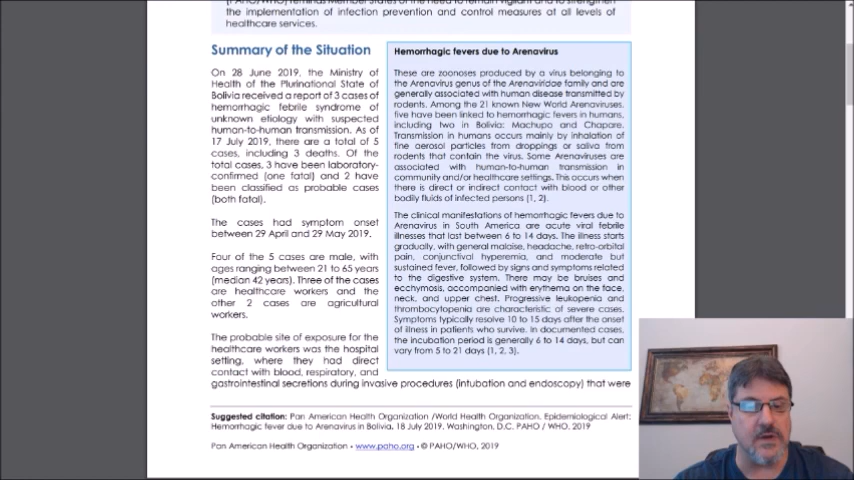 (PAHO/WHO) reminds Member States of the need to remain vigilant and to strengthen
the implementation of infection prevention and control measures at all levels of
healthcare services.
Summary of the Situation
On 28 June 2019, the Ministry of
Health of the Plurinational State of
Bolivia received a report of 3 cases of
hemorrhagic febrile syndrome of
unknown etiology with suspected
human-to-human transmission. As of
17 July 2019, there are a total of 5
cases, including 3 deaths. Of the
total cases, 3 have been laboratory-
confirmed (one fatal) and 2 have
been classified as probable cases
(both fatal).
The cases had symptom onset
between 29 April and 29 May 2019.
Four of the 5 cases are male, with
ages ranging between 21 to 65 years
(median 42 years). Three of the cases
are healthcare workers and the
other 2 cases are agricultural
workers.
The probable site of exposure for the
healthcare workers was the hospital
setting, where they had direct
contact with blood, respiratory, and
gastrointestinal secretions during invasive procedures (intubation and endoscopy) that were
Hemorrhagic fevers due to Arenavirus
These are zoonoses produced by a virus belonging to
the Arenavirus genus of the Arenaviridae family and are
generally associated with human disease transmitted by
rodents. Among the 21 known New World Arenaviruses,
five have been linked to hemorrhagic fevers in humans,
including two in Bolivia: Machupo and Chapare.
Transmission in humans occurs mainly by inhalation of
fine aerosol particles from droppings or saliva from
rodents that contain the virus. Some Arenaviruses are
associated with human-to-human transmission in
community and/or healthcare settings. This occurs when
there is direct or indirect contact with blood or other
bodily fluids of infected persons (1, 2).
The clinical manifestations of hemorrhagic fevers due to
Arenavirus in South America are acute viral febrile
illnesses that last between 6 to 14 days. The illness starts
gradually, with general malaise, headache, retro-orbital
pain, conjunctival hyperemia, and moderate but
sustained fever, followed by signs and symptoms related
to the digestive system. There may be bruises and
ecchymosis, accompanied with erythema on the face,
neck, and upper chest. Progressive leukopenia and
thrombocytopenia are characteristic of severe cases.
Symptoms typically resolve 10 to 15 days after the onset
of illness in patients who survive. In documented cases,
the incubation period is generally 6 to 14 days, but can
vary from 5 to 21 days (1, 2, 3).
Suggested citation: Pan American Health Organization /World Health Organization. Epidemiological Alert:
Hemorrhagic fever due to Arenavirus in Bolivia. 18 July 2019, Washington, D.C. PAHO / WHO. 2019
Pan American Health Organization • www.paho.org • © PAHO/WHO, 2019